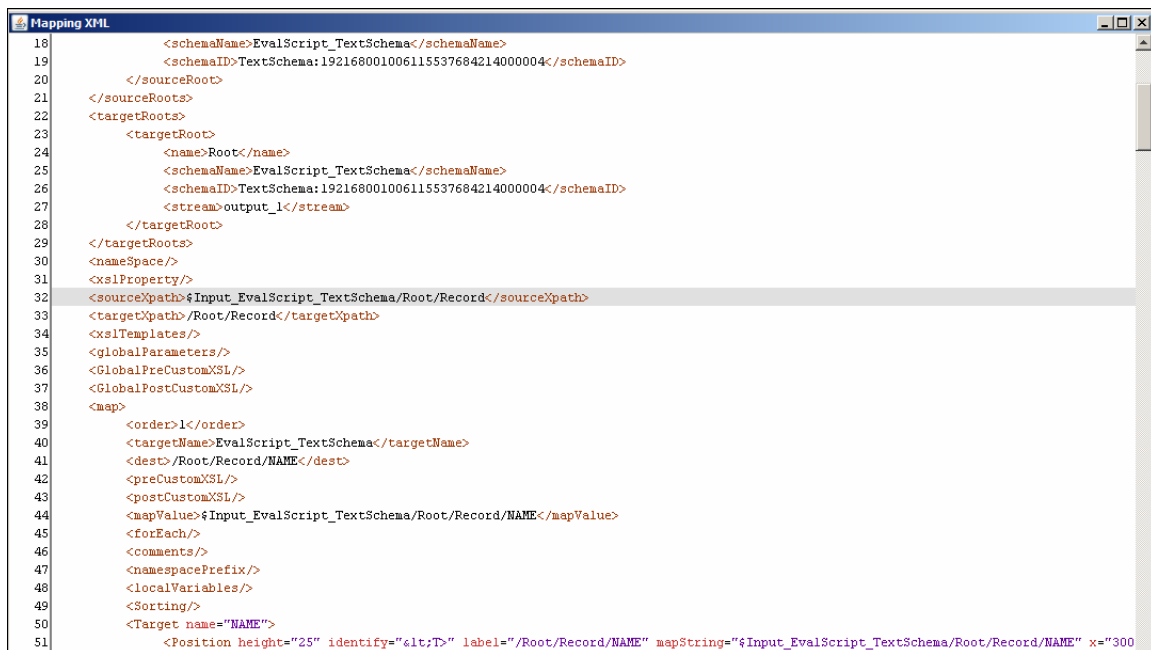 Mapping XML
18 <schemaName>EvalScript_TextSchema</schemaName>
19 <schemaID>TextSchema:1921680010061155376842140000004</schemaID>
20 </sourceRoot>
21 </sourceRoots>
22 <targetRoots>
23 <targetRoot>
24 <name>Root</name>
25 <schemaName>EvalScript_TextSchema</schemaName>
26 <schemaID>TextSchema:1921680010061155376842140000004</schemaID>
27 <stream>output_1</stream>
28 </targetRoot>
29 </targetRoots>
30 <nameSpace/>
31 <xslProperty/>
32 <sourceXpath>$Input_EvalScript_TextSchema/Root/Record</sourceXpath>
33 <targetXpath>/Root/Record</targetXpath>
34 <xslTemplates/>
35 <globalParameters/>
36 <GlobalPreCustomXSL/>
37 <GlobalPostCustomXSL/>
38 <map>
39 <order>1</order>
40 <targetName>EvalScript_TextSchema</targetName>
41 <dest>/Root/Record/NAME</dest>
42 <preCustomXSL/>
43 <postCustomXSL/>
44 <mapValue>$Input_EvalScript_TextSchema/Root/Record/NAME</mapValue>
45 <forEach/>
46 <comments/>
47 <namespacePrefix/>
48 <localVariables/>
49 <Sorting/>
50 <Target name="NAME">
51 <Position height="25" identify="&lt;T>" label="/Root/Record/NAME" mapString="$Input_EvalScript_TextSchema/Root/Record/NAME" x="300